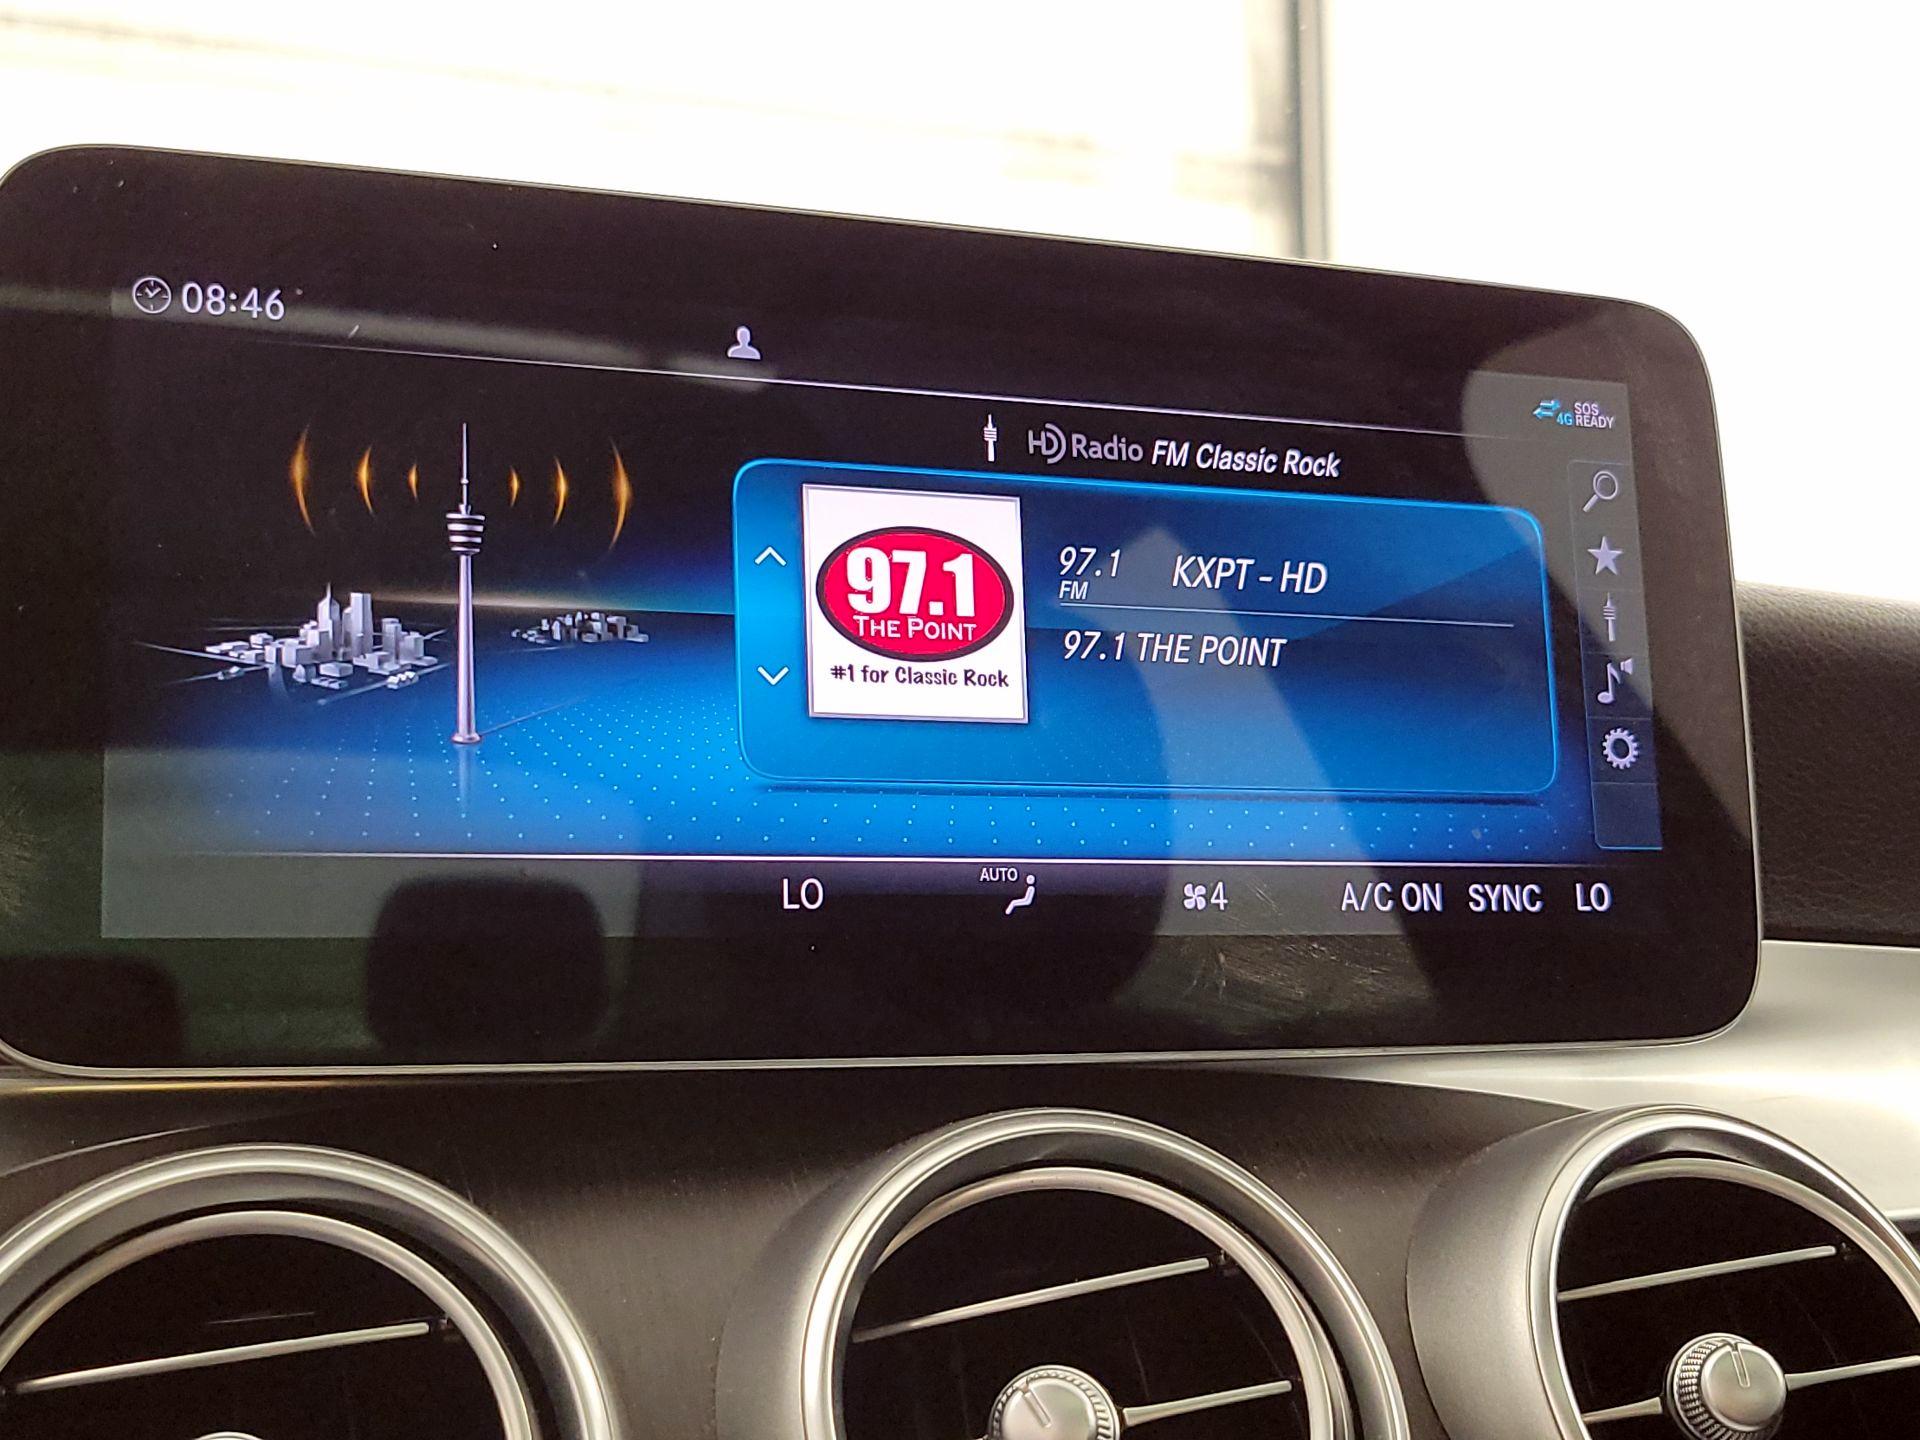 08:46
4G SOS READY
HD Radio FM Classic Rock
97.1
THE POINT
#1 for Classic Rock
97.1 FM KXPT - HD
97.1 THE POINT
LO AUTO 4 A/C ON SYNC LO